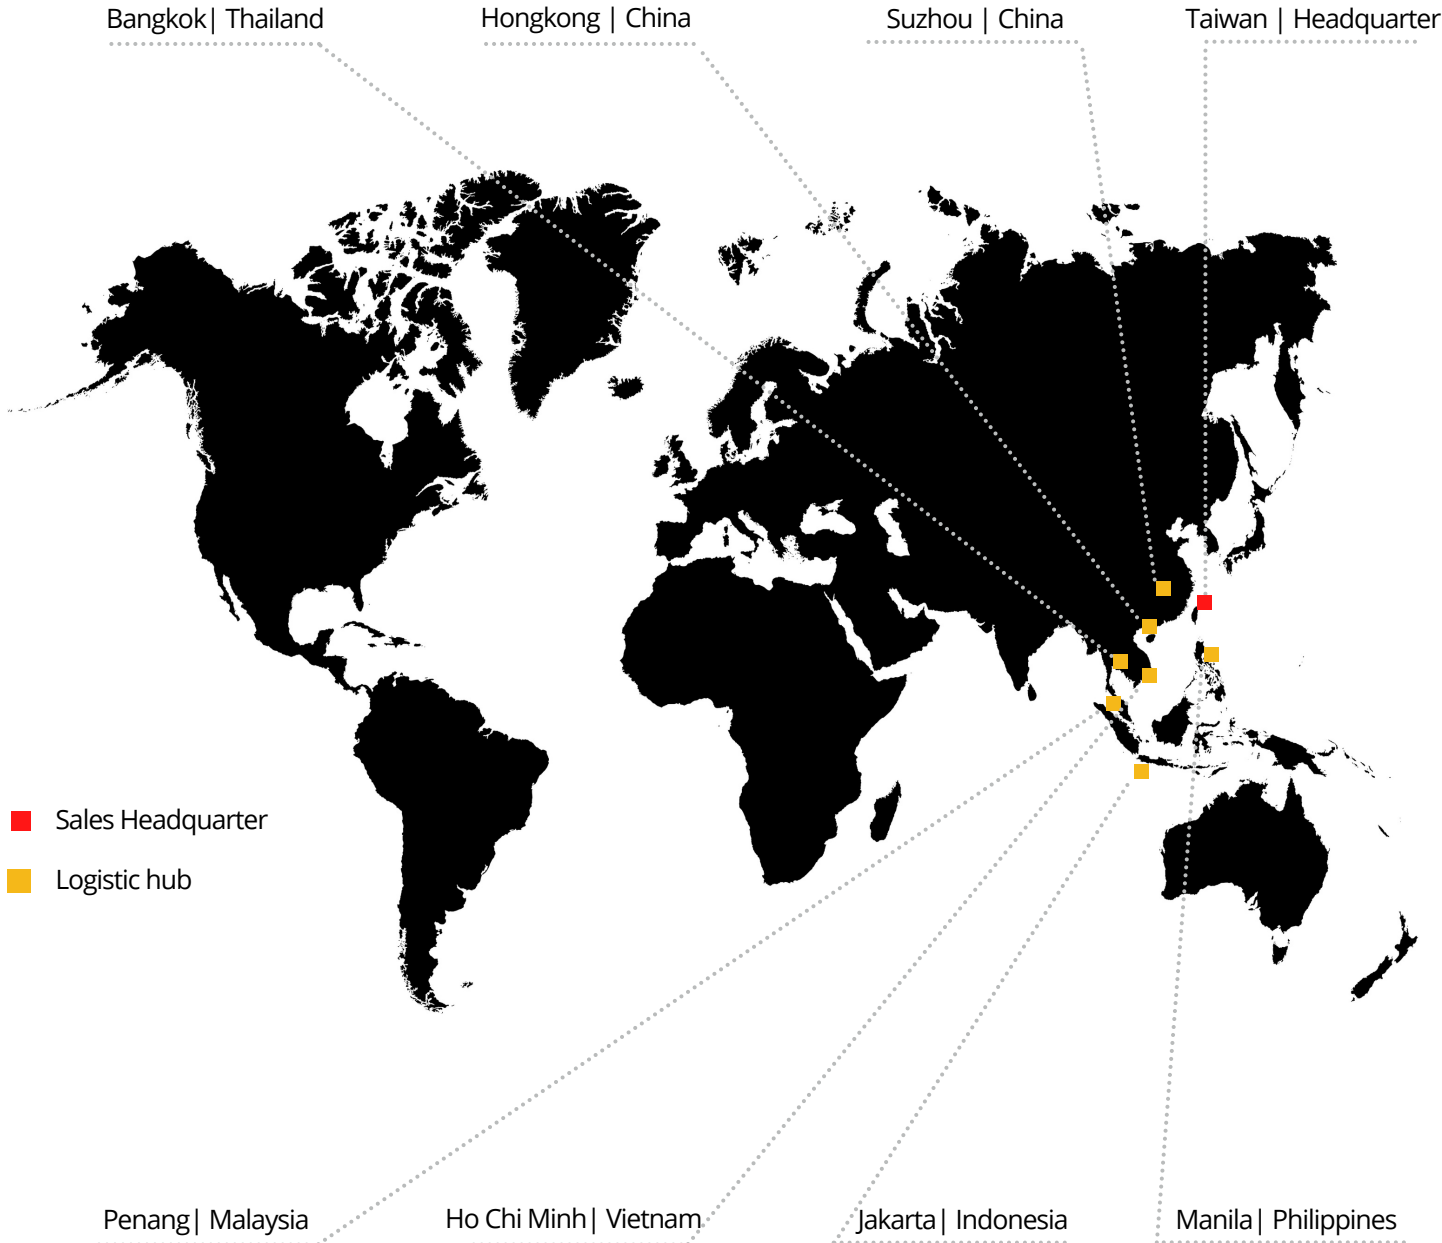 Bangkok| Thailand
Hongkong | China
Suzhou | China
Taiwan | Headquarter
Sales Headquarter
Logistic hub
Penang| Malaysia
Ho Chi Minh| Vietnam
Jakarta| Indonesia
Manila| Philippines